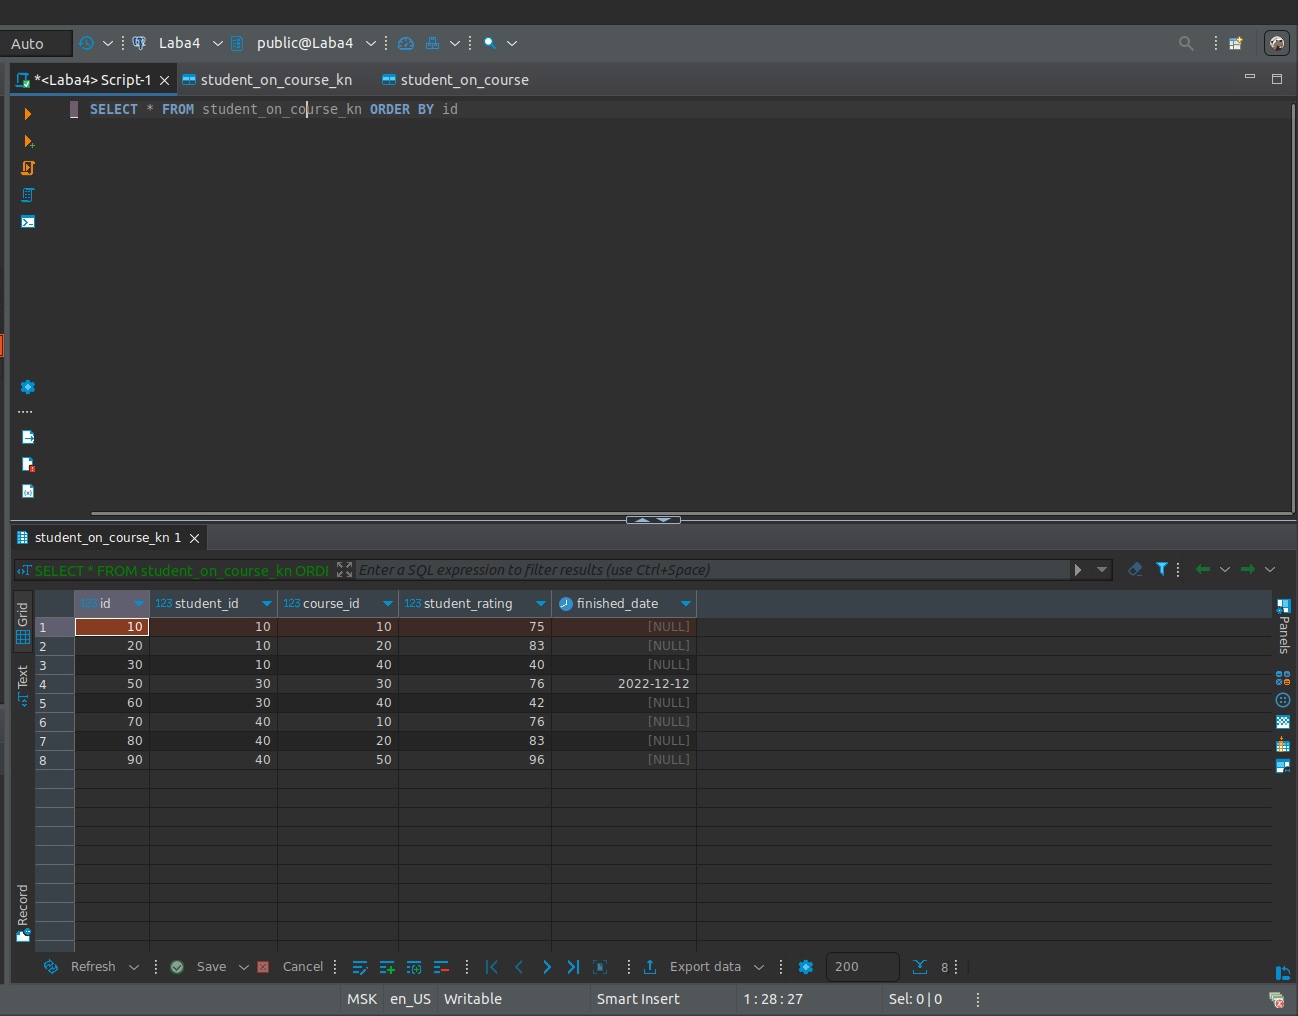 Auto Laba4 public@Laba4
*<Laba4> Script-1 student_on_course_kn student_on_course
SELECT * FROM student_on_course_kn ORDER BY id
student_on_course_kn 1
SELECT * FROM student_on_course_kn ORDI Enter a SQL expression to filter results (use Ctrl+Space)
Grid
Text
Record
Panels
123 id 123 student_id 123 course_id 123 student_rating finished_date
1 10 10 10 75 [NULL]
2 20 10 20 83 [NULL]
3 30 10 40 40 [NULL]
4 50 30 30 76 2022-12-12
5 60 30 40 42 [NULL]
6 70 40 10 76 [NULL]
7 80 40 20 83 [NULL]
8 90 40 50 96 [NULL]
Refresh Save Cancel Export data 200 8
MSK en_US Writable Smart Insert 1 : 28 : 27 Sel: 0 | 0